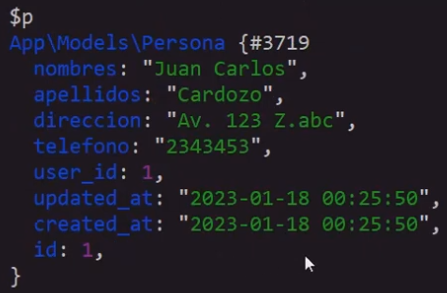 $p
App\Models\Persona {#3719
nombres: "Juan Carlos",
apellidos: "Cardozo",
direccion: "Av. 123 Z.abc",
telefono: "2343453",
user_id: 1,
updated_at: "2023-01-18 00:25:50",
created_at: "2023-01-18 00:25:50",
id: 1,
}